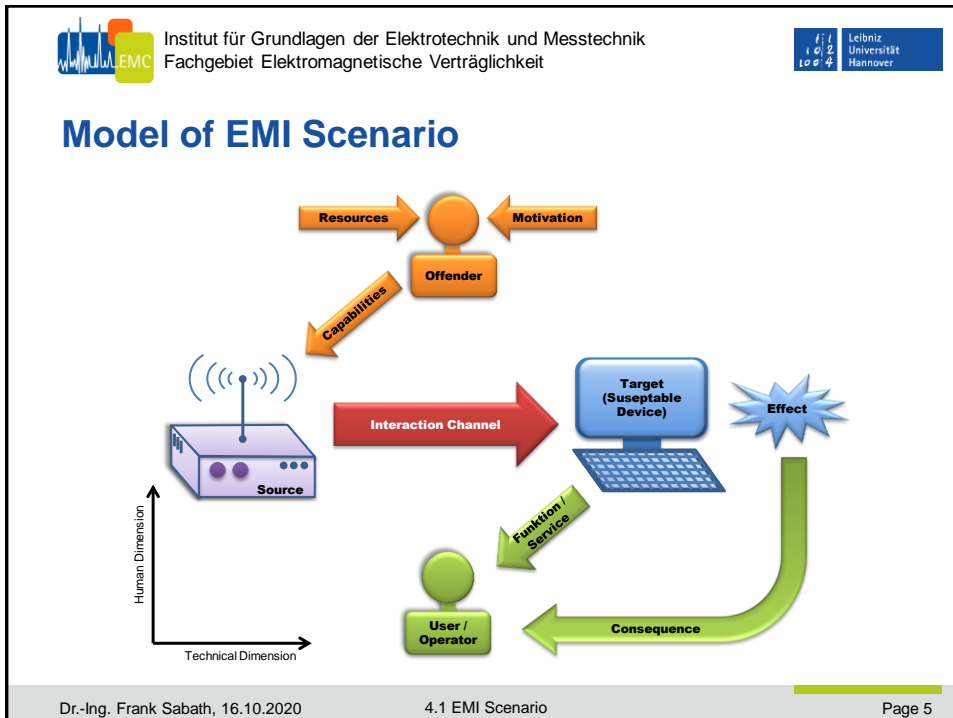 Institut für Grundlagen der Elektrotechnik und Messtechnik
Fachgebiet Elektromagnetische Verträglichkeit
EMC
Leibniz
Universität
Hannover
Model of EMI Scenario
Resources
Motivation
Offender
Capabilities
Target
(Suseptable
Device)
Effect
Interaction Channel
Source
Funktion /
Service
Human Dimension
User /
Operator
Consequence
Technical Dimension
Dr.-Ing. Frank Sabath, 16.10.2020
4.1 EMI Scenario
Page 5